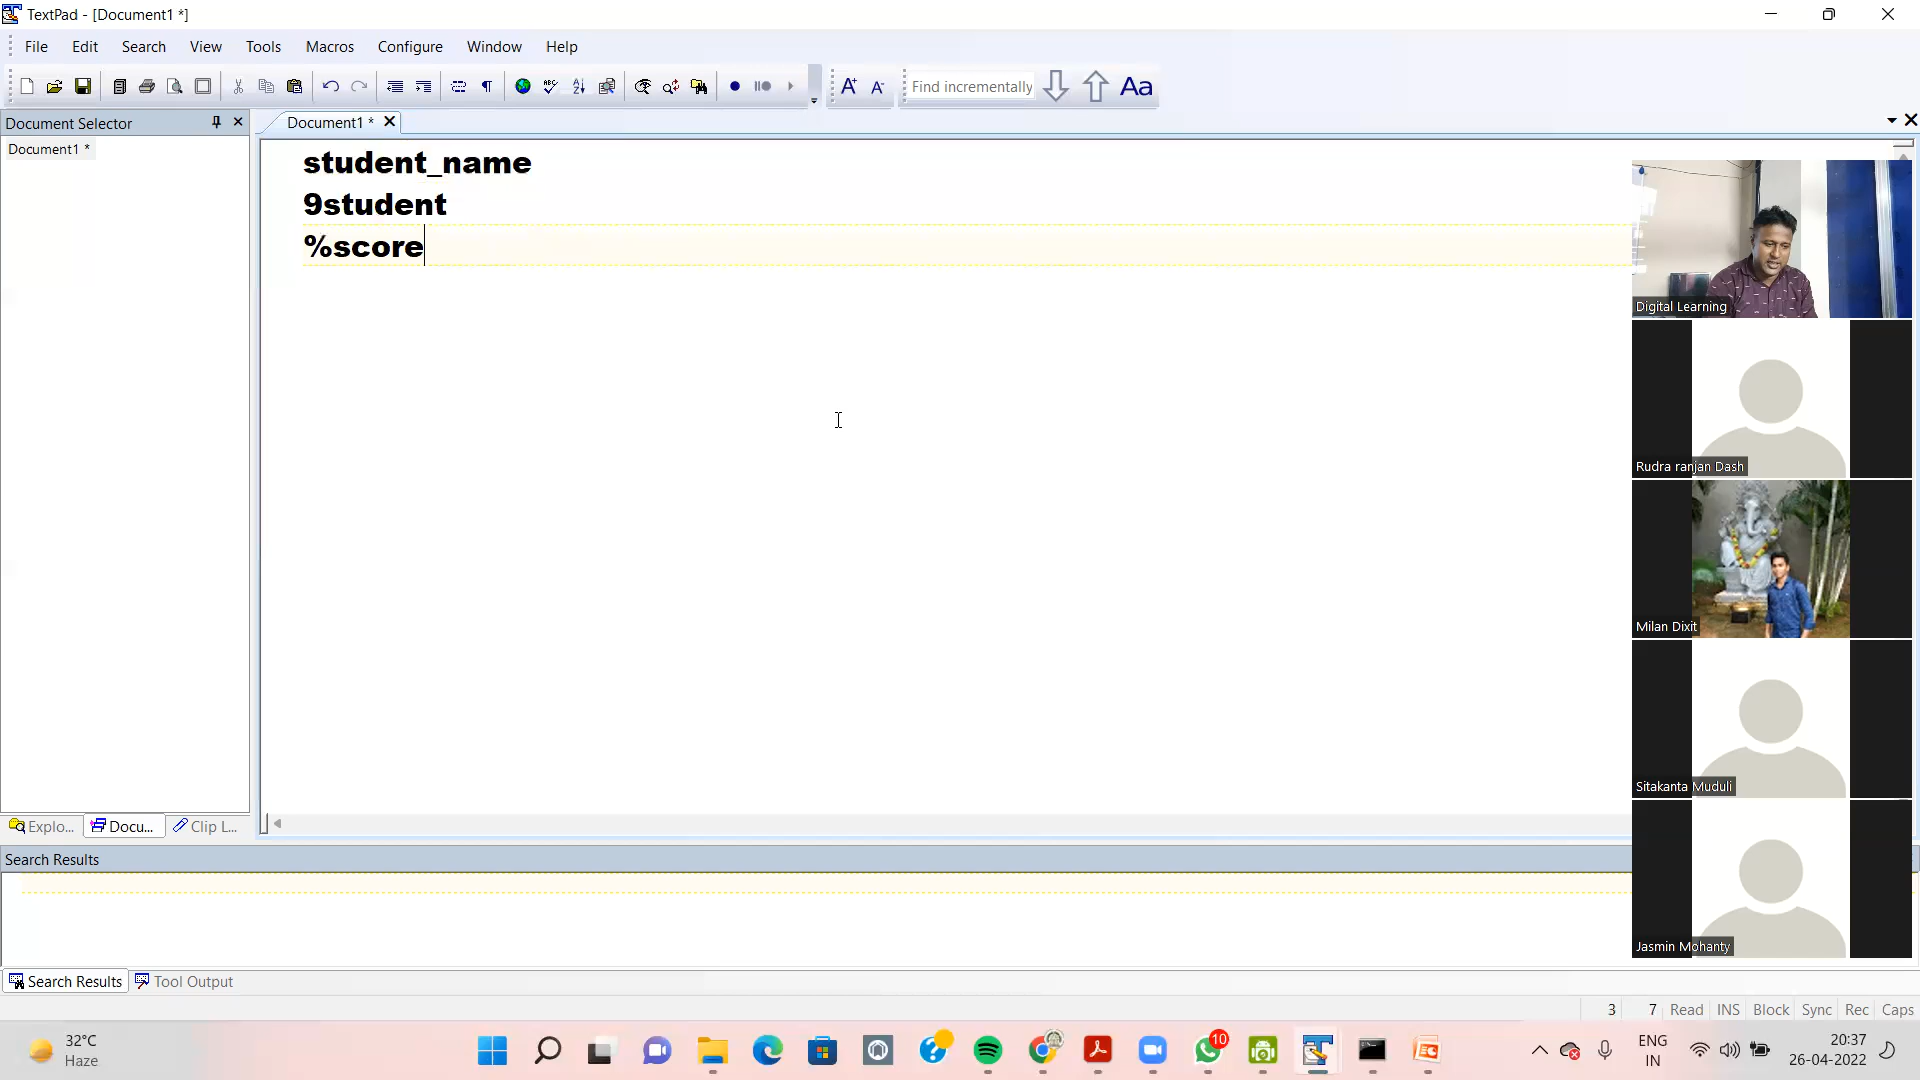 TextPad - [Document1 *]
File Edit Search View Tools Macros Configure Window Help
Find incrementally
Aa
Document Selector
Document1 *
Document1 *
student_name
9student
%score
Digital Learning
Rudra ranjan Dash
Milan Dixit
Sitakanta Muduli
Jasmin Mohanty
Explo... Docu... Clip L...
Search Results
Search Results Tool Output
3 7 Read INS Block Sync Rec Caps
32°C
Haze
10
ENG
IN
20:37
26-04-2022